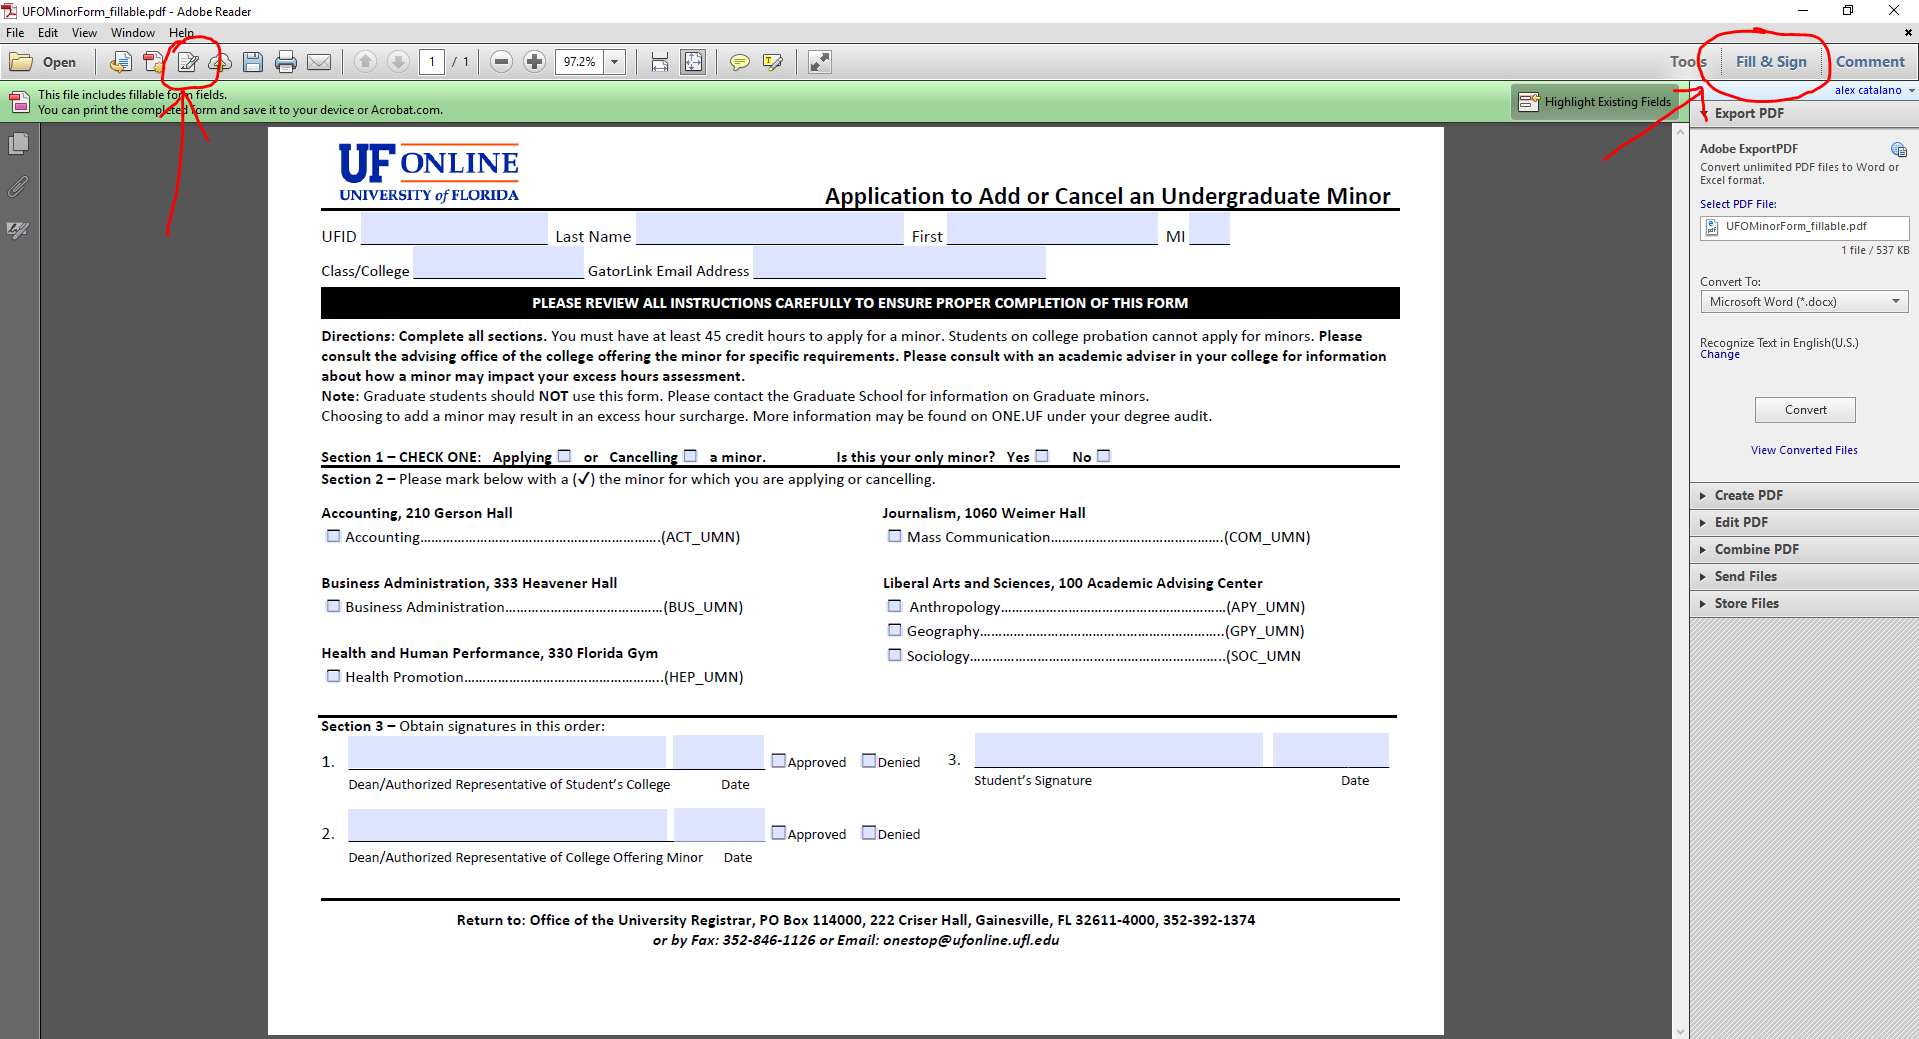 UFOMinorForm_fillable.pdf - Adobe Reader
File Edit View Window Help
Open 1 / 1 97.2% Tools Fill & Sign Comment
This file includes fillable form fields.
You can print the completed form and save it to your device or Acrobat.com.
Highlight Existing Fields
alex catalano
Export PDF
Adobe ExportPDF
Convert unlimited PDF files to Word or
Excel format.
Select PDF File:
UFOMinorForm_fillable.pdf
1 file / 537 KB
Convert To:
Microsoft Word (*.docx)
Recognize Text in English(U.S.)
Change
Convert
View Converted Files
Create PDF
Edit PDF
Combine PDF
Send Files
Store Files
UF ONLINE
UNIVERSITY of FLORIDA
Application to Add or Cancel an Undergraduate Minor
UFID Last Name First MI
Class/College GatorLink Email Address
PLEASE REVIEW ALL INSTRUCTIONS CAREFULLY TO ENSURE PROPER COMPLETION OF THIS FORM
Directions: Complete all sections. You must have at least 45 credit hours to apply for a minor. Students on college probation cannot apply for minors. Please
consult the advising office of the college offering the minor for specific requirements. Please consult with an academic adviser in your college for information
about how a minor may impact your excess hours assessment.
Note: Graduate students should NOT use this form. Please contact the Graduate School for information on Graduate minors.
Choosing to add a minor may result in an excess hour surcharge. More information may be found on ONE.UF under your degree audit.
Section 1 – CHECK ONE: Applying or Cancelling a minor. Is this your only minor? Yes No
Section 2 – Please mark below with a (✓) the minor for which you are applying or cancelling.
Accounting, 210 Gerson Hall
Accounting……………………………………………………….(ACT_UMN)
Business Administration, 333 Heavener Hall
Business Administration……………………………………(BUS_UMN)
Health and Human Performance, 330 Florida Gym
Health Promotion……………………………………………..(HEP_UMN)
Journalism, 1060 Weimer Hall
Mass Communication……………………………………….(COM_UMN)
Liberal Arts and Sciences, 100 Academic Advising Center
Anthropology……………………………………………………(APY_UMN)
Geography………………………………………………………..(GPY_UMN)
Sociology…………………………………………………………..(SOC_UMN
Section 3 – Obtain signatures in this order:
1. Approved Denied
Dean/Authorized Representative of Student's College Date
2. Approved Denied
Dean/Authorized Representative of College Offering Minor Date
3.
Student's Signature Date
Return to: Office of the University Registrar, PO Box 114000, 222 Criser Hall, Gainesville, FL 32611-4000, 352-392-1374
or by Fax: 352-846-1126 or Email: onestop@ufonline.ufl.edu